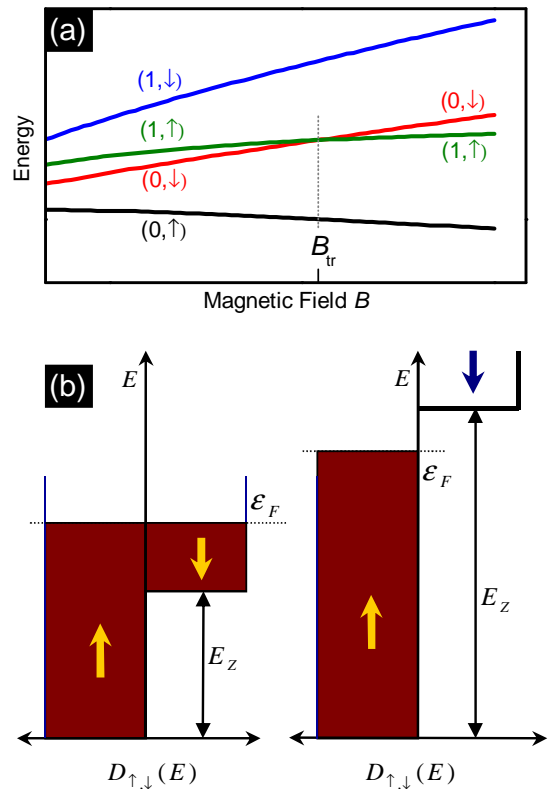 (a)
Energy
(1,↓)
(0,↓)
(1,↑)
(1,↑)
(0,↓)
(0,↑)
B_tr
Magnetic Field B
(b)
E
E
ε_F
ε_F
E_Z
E_Z
D_↑,↓(E)
D_↑,↓(E)